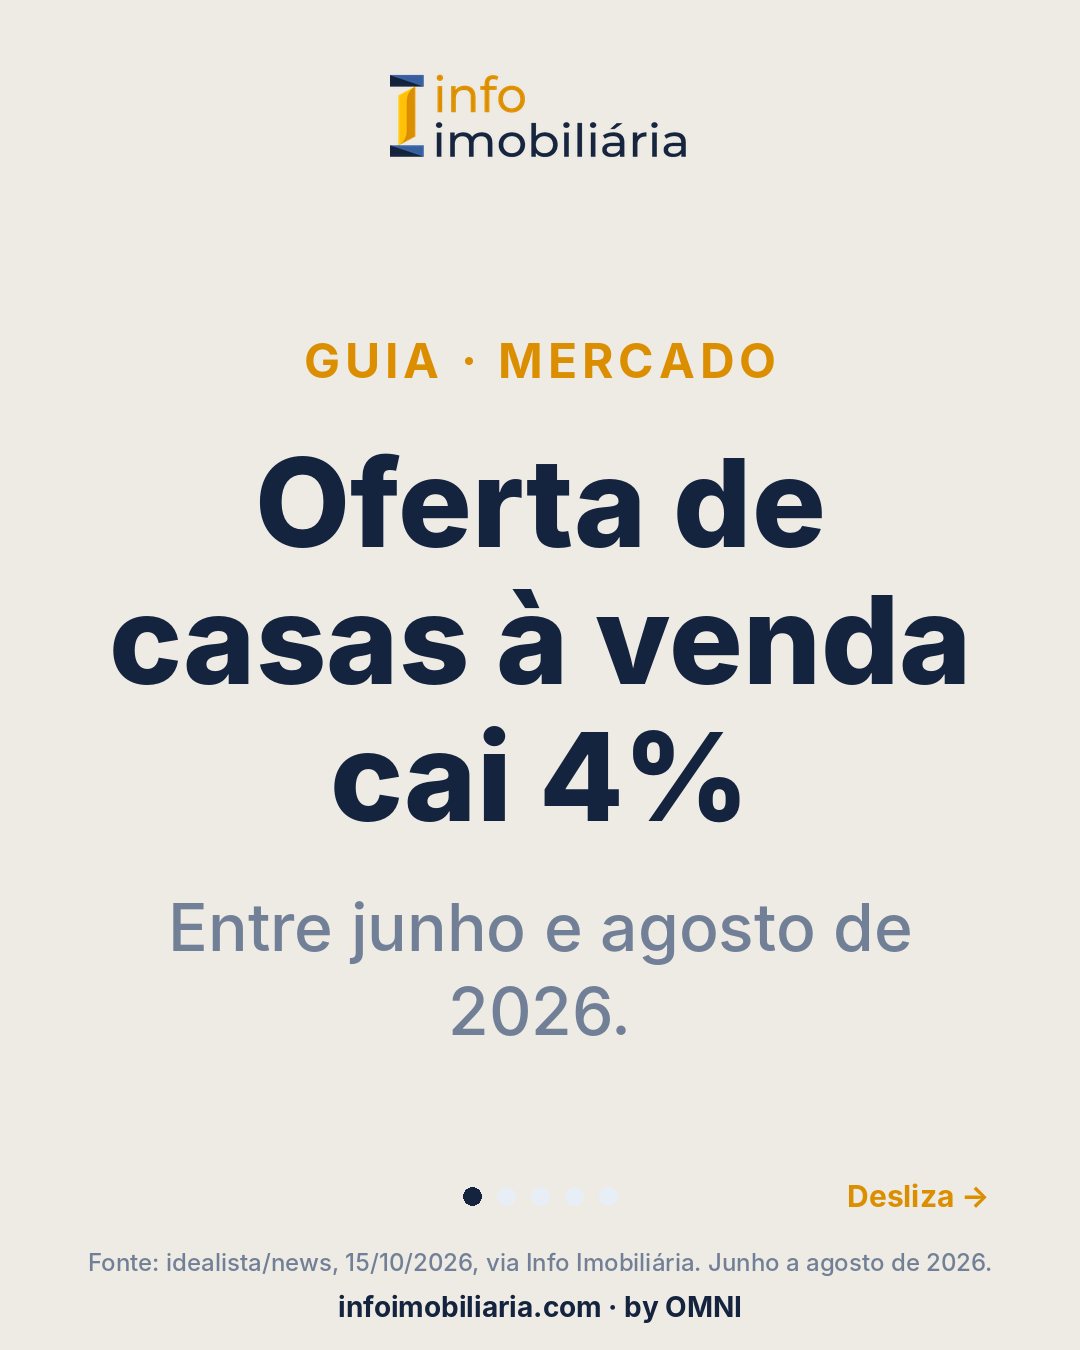 info
imobiliária
GUIA · MERCADO
Oferta de
casas à venda
cai 4%
Entre junho e agosto de
2026.
Desliza →
Fonte: idealista/news, 15/10/2026, via Info Imobiliária. Junho a agosto de 2026.
infoimobiliaria.com · by OMNI